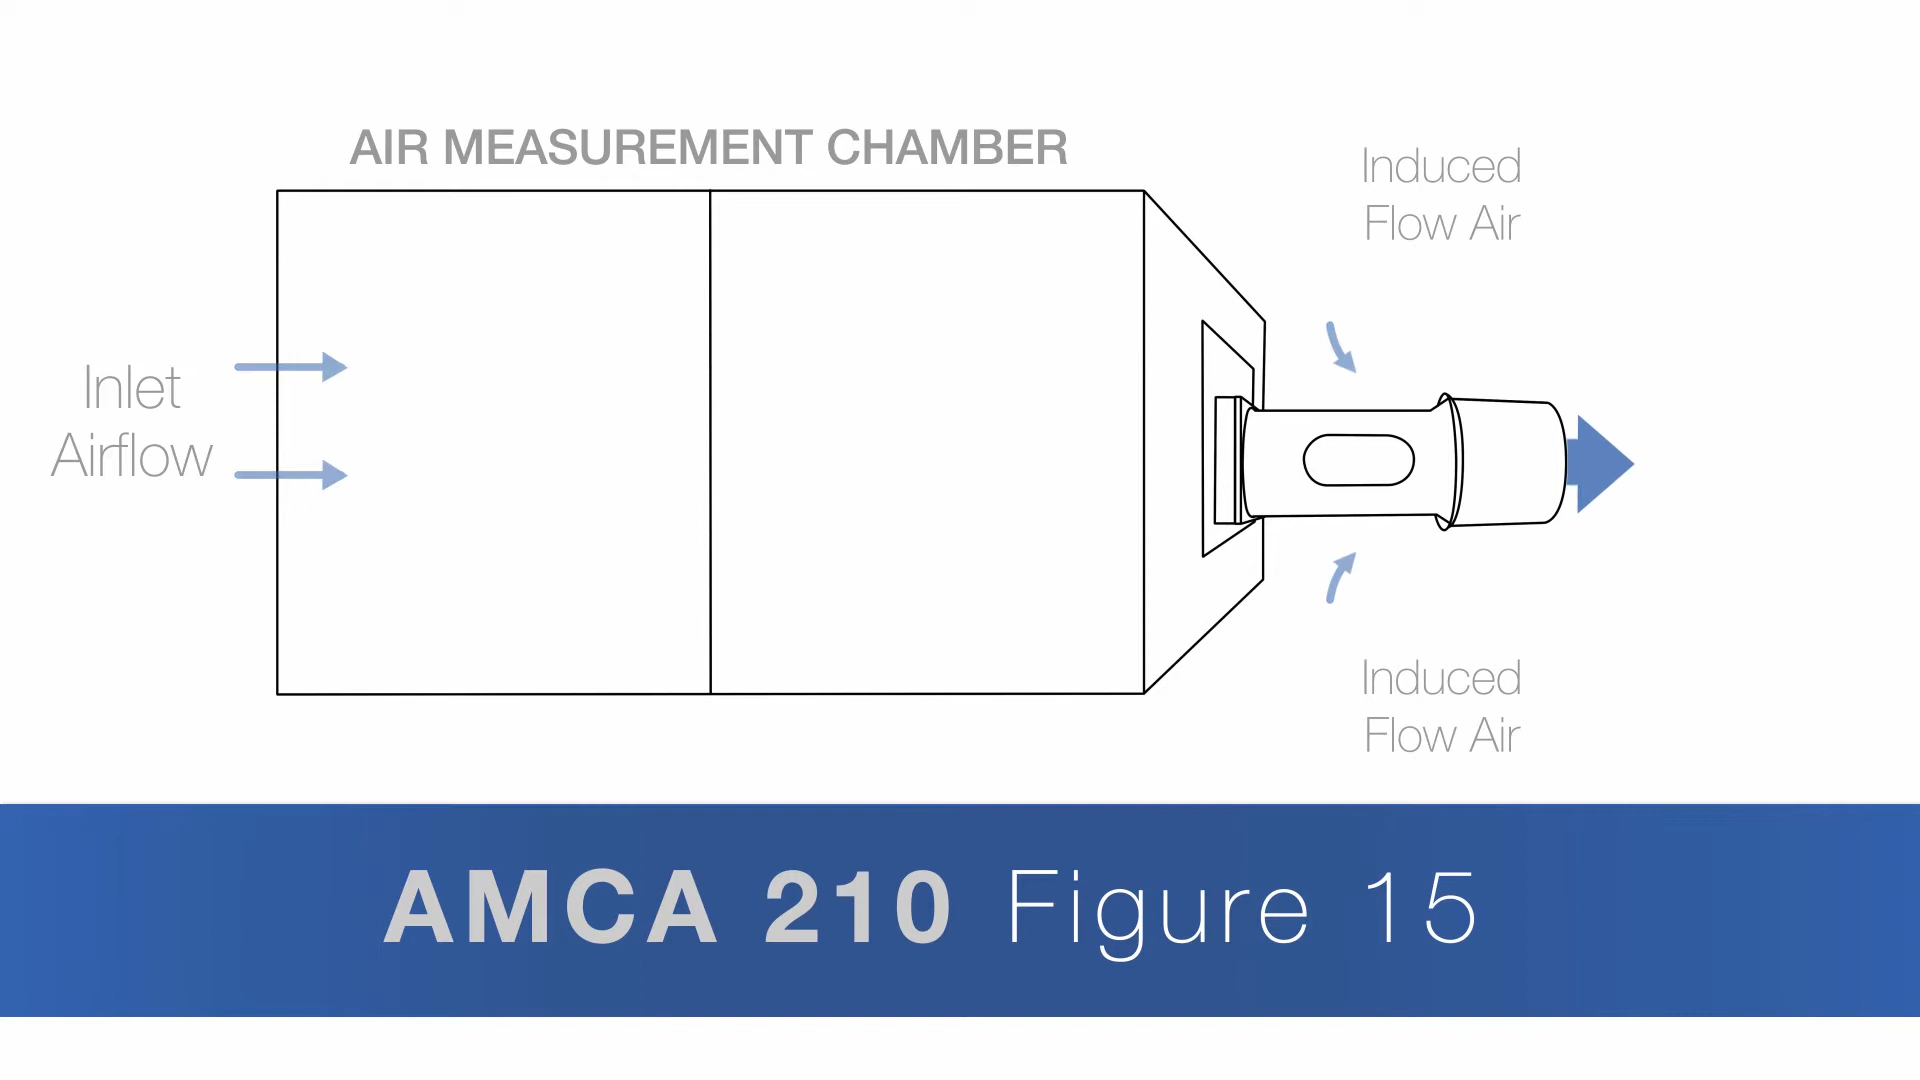 AIR MEASUREMENT CHAMBER
Induced
Flow Air
Inlet
Airflow
Induced
Flow Air
AMCA 210 Figure 15